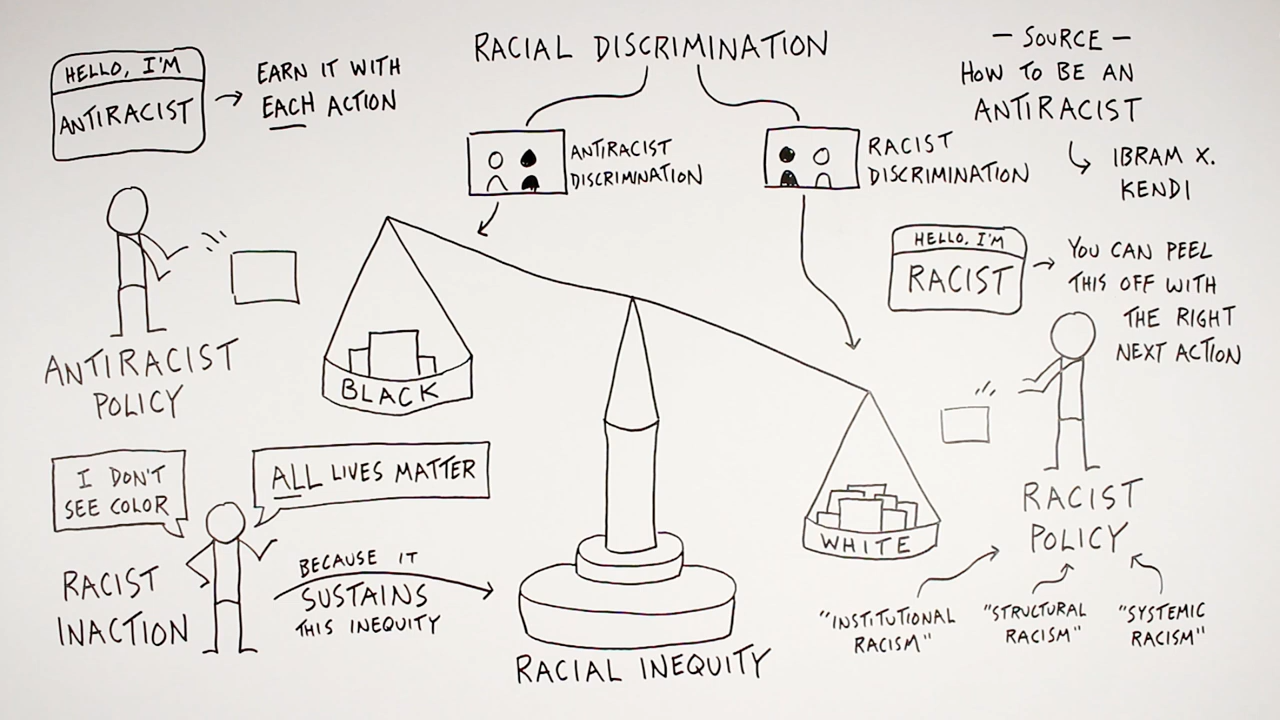 HELLO, I'M
ANTIRACIST
EARN IT WITH
EACH ACTION
RACIAL DISCRIMINATION
ANTIRACIST
DISCRIMINATION
RACIST
DISCRIMINATION
— SOURCE —
HOW TO BE AN
ANTIRACIST
IBRAM X.
KENDI
HELLO, I'M
RACIST
YOU CAN PEEL
THIS OFF WITH
THE RIGHT
NEXT ACTION
ANTIRACIST
POLICY
BLACK
WHITE
RACIST
POLICY
"INSTITUTIONAL
RACISM"
"STRUCTURAL
RACISM"
"SYSTEMIC
RACISM"
I DON'T
SEE COLOR
ALL LIVES MATTER
RACIST
INACTION
BECAUSE IT
SUSTAINS
THIS INEQUITY
RACIAL INEQUITY